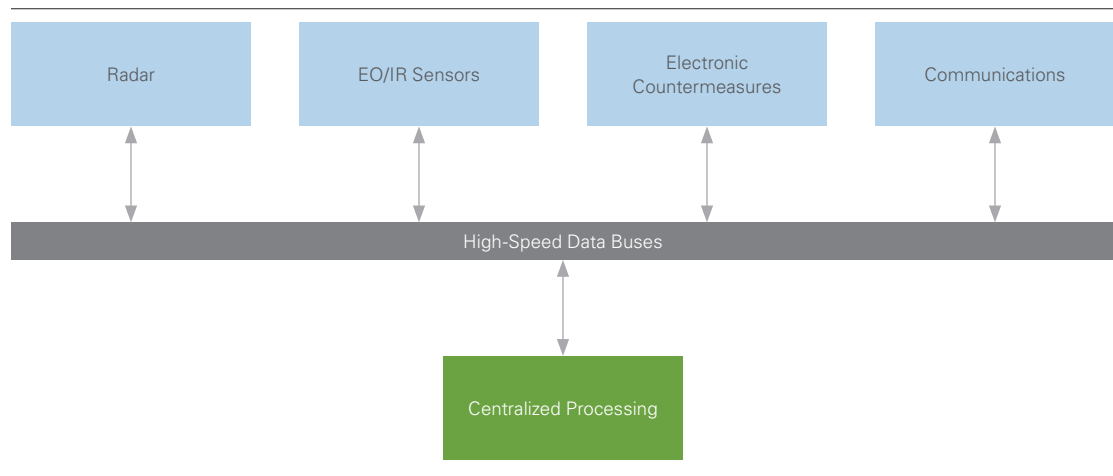 Radar
EO/IR Sensors
Electronic
Countermeasures
Communications
High-Speed Data Buses
Centralized Processing